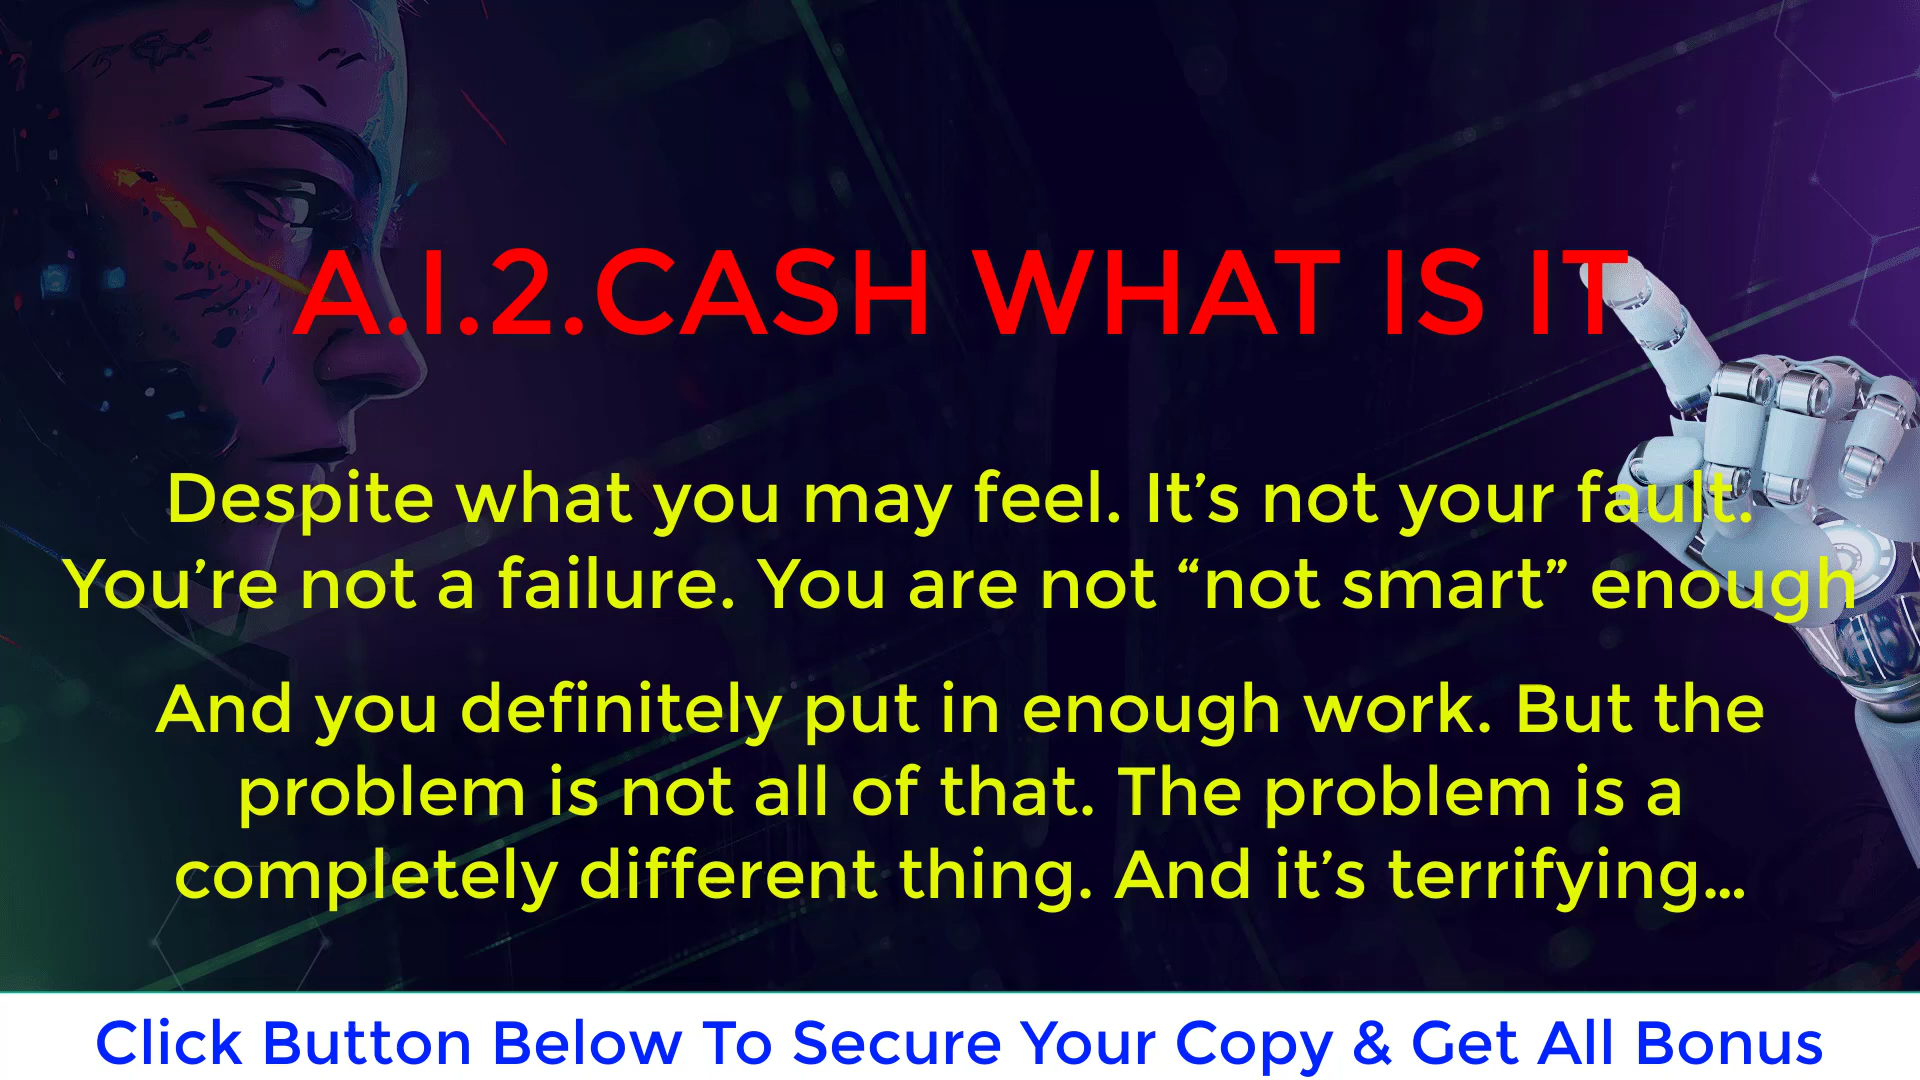 A.I.2.CASH WHAT IS IT
Despite what you may feel. It’s not your fault.
You’re not a failure. You are not “not smart” enough
And you definitely put in enough work. But the
problem is not all of that. The problem is a
completely different thing. And it’s terrifying...
Click Button Below To Secure Your Copy & Get All Bonus